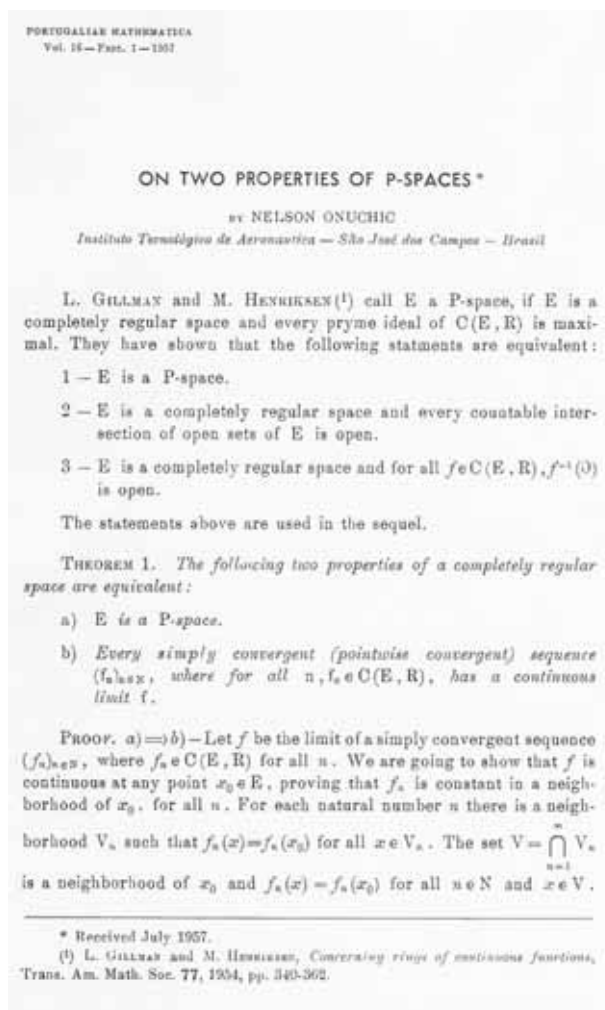 PORTUGALIAE MATHEMATICA
Vol. 16—Fasc. 1—1957
ON TWO PROPERTIES OF P-SPACES *
BY NELSON ONUCHIC
Instituto Tecnológico de Aeronautica — São José dos Campos — Brasil
L. GILLMAN and M. HENRIKSEN (¹) call E a P-space, if E is a
completely regular space and every pryme ideal of C(E, R) is maxi-
mal. They have shown that the following statments are equivalent:
1 — E is a P-space.
2 — E is a completely regular space and every countable inter-
section of open sets of E is open.
3 — E is a completely regular space and for all f ∈ C(E, R), f⁻¹(0)
is open.
The statements above are used in the sequel.
THEOREM 1. The following two properties of a completely regular
space are equivalent:
a) E is a P-space.
b) Every simply convergent (pointwise convergent) sequence
(fₙ)ₙ∈N, where for all n, fₙ ∈ C(E, R), has a continuous
limit f.
PROOF. a) ⟹ b) — Let f be the limit of a simply convergent sequence
(fₙ)ₙ∈N, where fₙ ∈ C(E, R) for all n. We are going to show that f is
continuous at any point x₀ ∈ E, proving that fₙ is constant in a neigh-
borhood of x₀, for all n. For each natural number n there is a neigh-
borhood Vₙ such that fₙ(x) = fₙ(x₀) for all x ∈ Vₙ. The set V = ⋂ₙ₌₁^∞ Vₙ
is a neighborhood of x₀ and fₙ(x) = fₙ(x₀) for all n ∈ N and x ∈ V.
* Received July 1957.
(¹) L. GILLMAN and M. HENRIKSEN, Concerning rings of continuous functions,
Trans. Am. Math. Soc. 77, 1954, pp. 340-362.